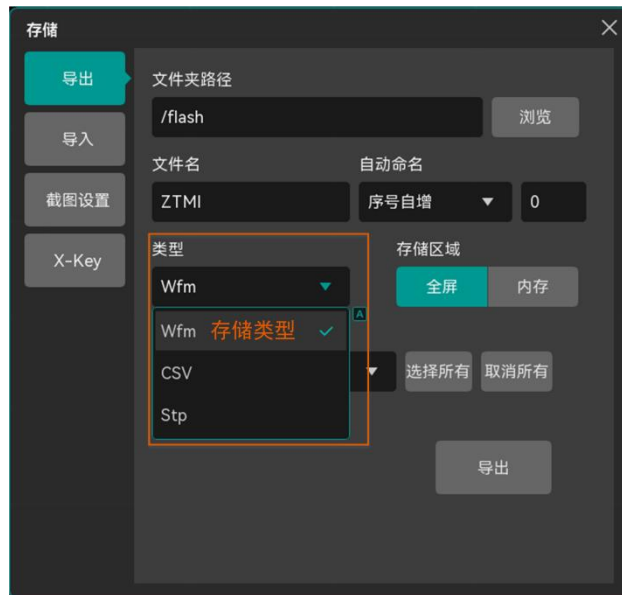 存储
导出
导入
截图设置
X-Key
文件夹路径
/flash
浏览
文件名
自动命名
ZTMI
序号自增
0
类型
存储区域
Wfm
全屏
内存
A
Wfm
存储类型
CSV
选择所有
取消所有
Stp
导出